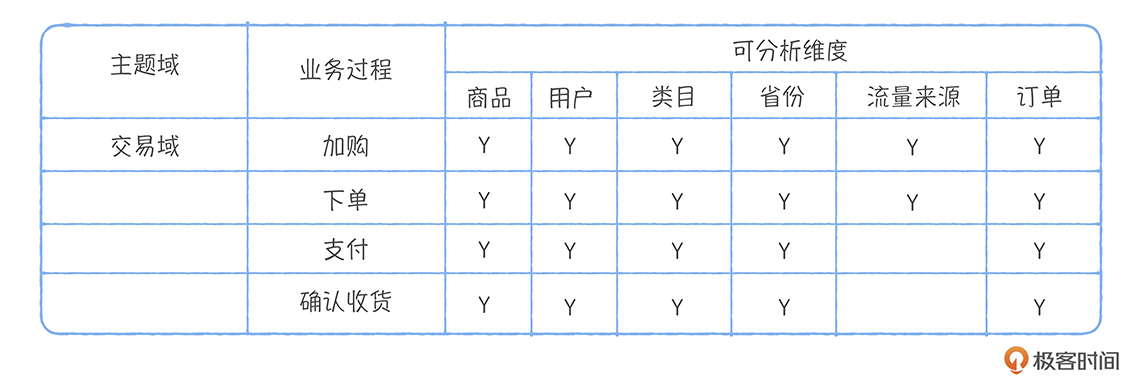 主题域 业务过程 可分析维度
商品 用户 类目 省份 流量来源 订单
交易域 加购 Y Y Y Y Y Y
下单 Y Y Y Y Y Y
支付 Y Y Y Y Y
确认收货 Y Y Y Y Y
极客时间